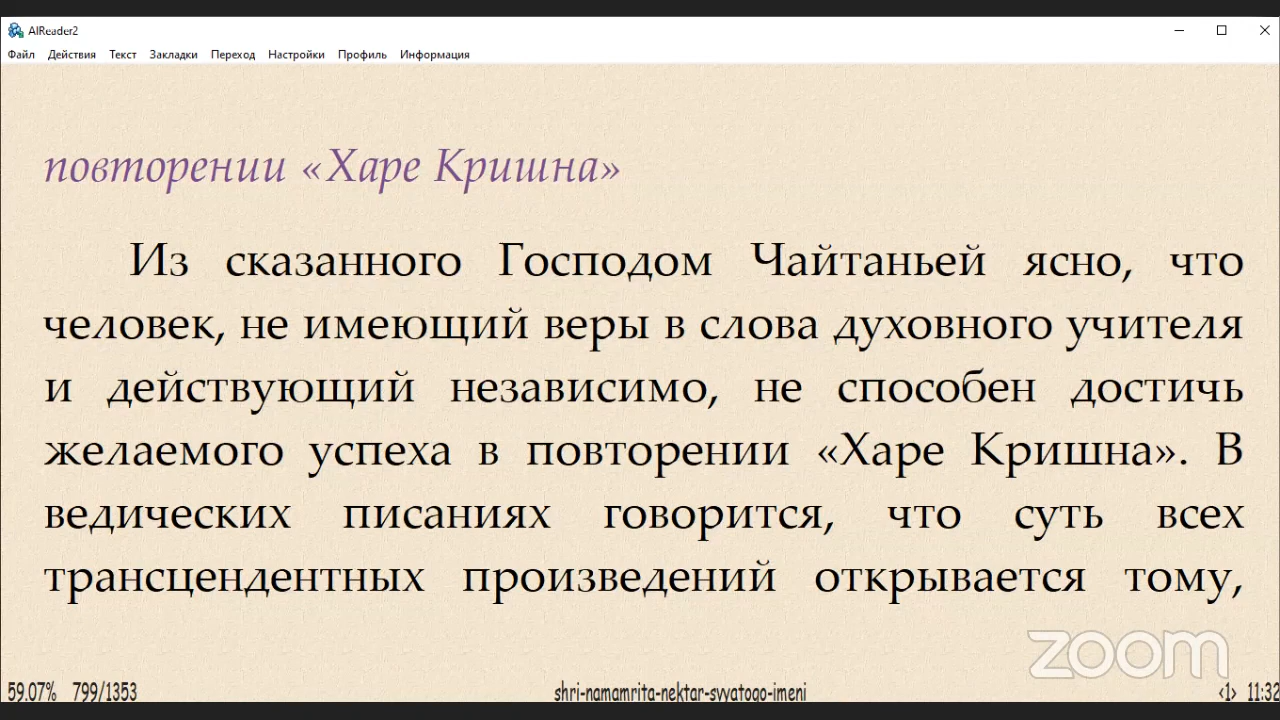 AlReader2
Файл Действия Текст Закладки Переход Настройки Профиль Информация
повторении «Харе Кришна»
Из сказанного Господом Чайтаньей ясно, что
человек, не имеющий веры в слова духовного учителя
и действующий независимо, не способен достичь
желаемого успеха в повторении «Харе Кришна». В
ведических писаниях говорится, что суть всех
трансцендентных произведений открывается тому,
zoom
59.07% 799/1353 shri-namamrita-nektar-svyatogo-imeni <1> 11:32